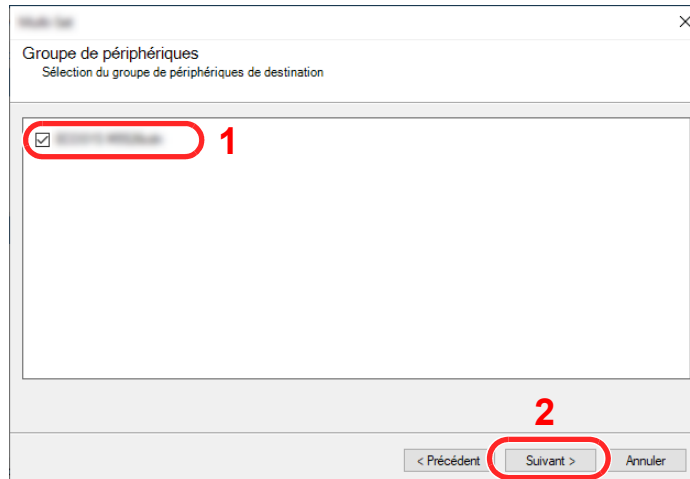 Groupe de périphériques
Sélection du groupe de périphériques de destination
1
2
< Précédent
Suivant >
Annuler